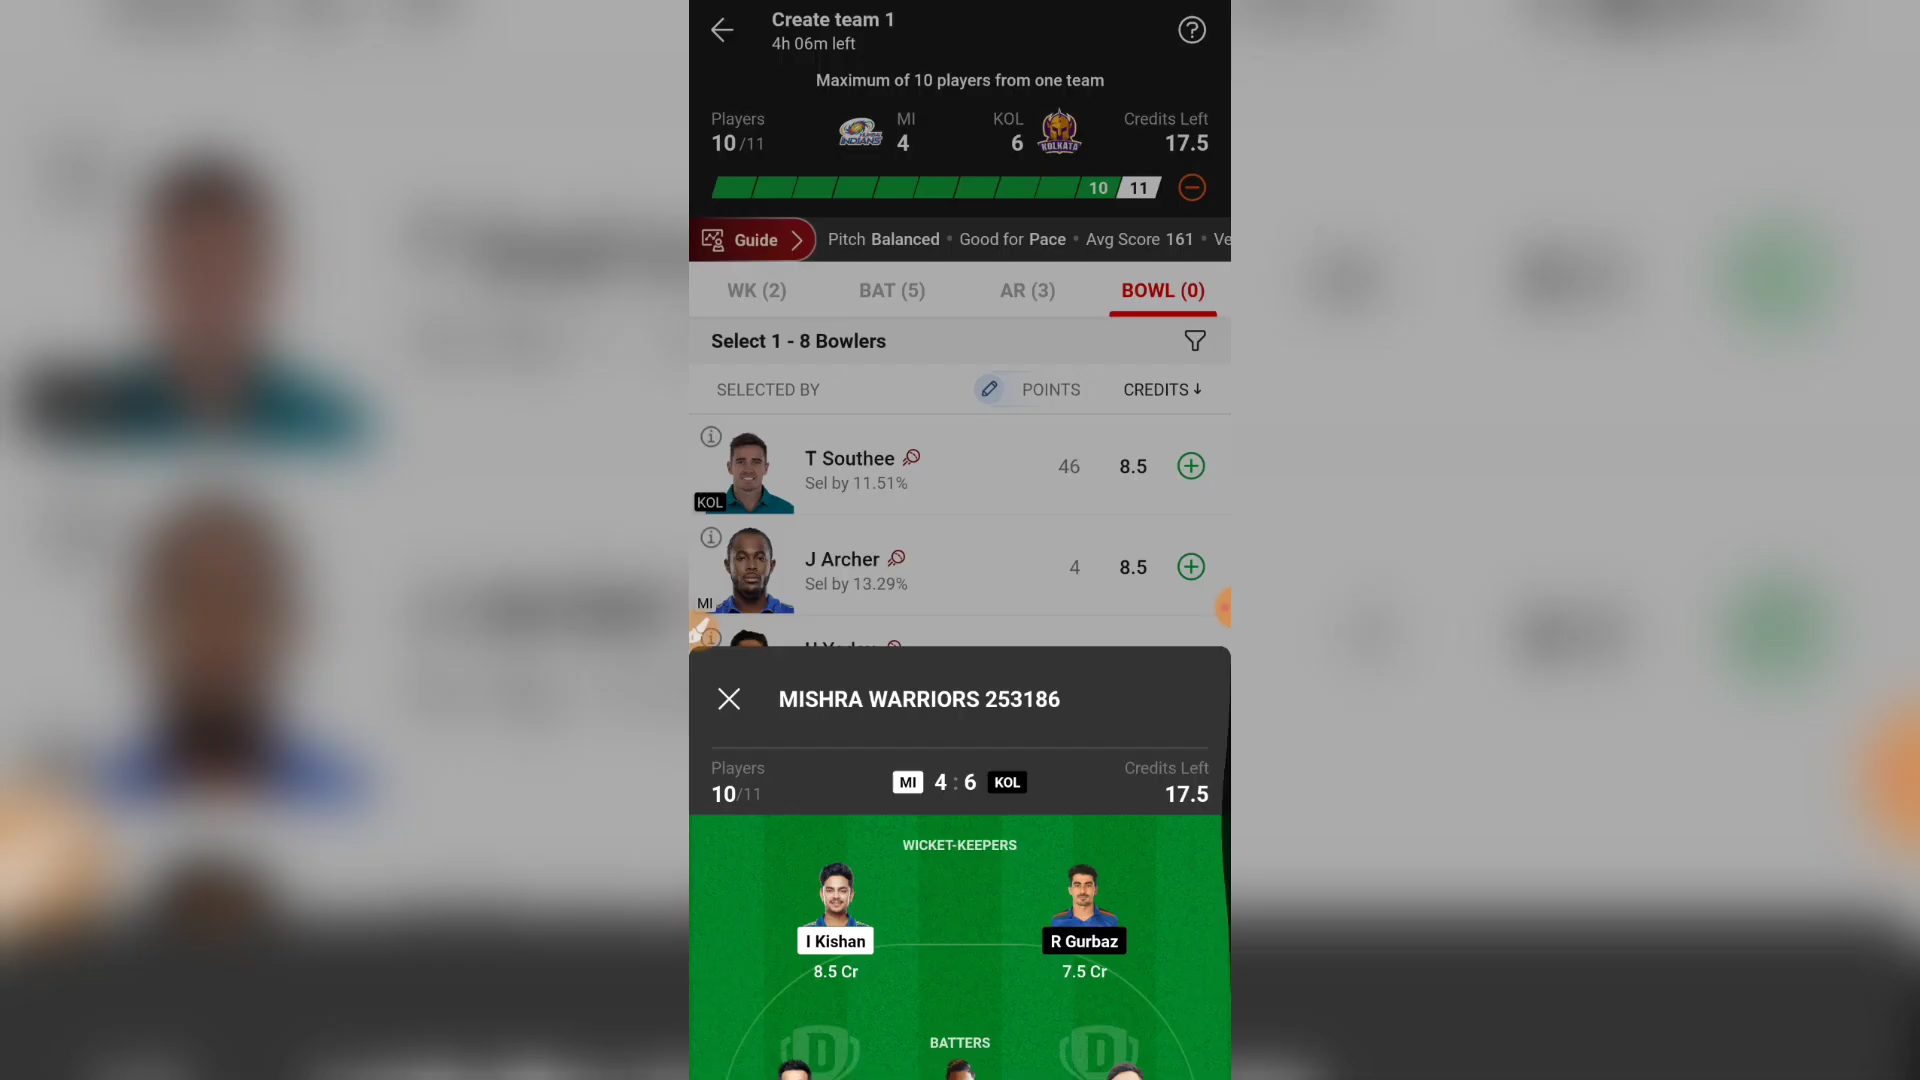 Create team 1
4h 06m left
Maximum of 10 players from one team
Players MI KOL Credits Left
10/11 4 6 17.5
INDIANS KOLKATA
10 11
Guide Pitch Balanced • Good for Pace • Avg Score 161 • Ve
WK (2) BAT (5) AR (3) BOWL (0)
Select 1 - 8 Bowlers
SELECTED BY POINTS CREDITS↓
T Southee 46 8.5
Sel by 11.51%
KOL
J Archer 4 8.5
Sel by 13.29%
MI
MISHRA WARRIORS 253186
Players Credits Left
10/11 MI 4 : 6 KOL 17.5
WICKET-KEEPERS
I Kishan R Gurbaz
8.5 Cr 7.5 Cr
BATTERS